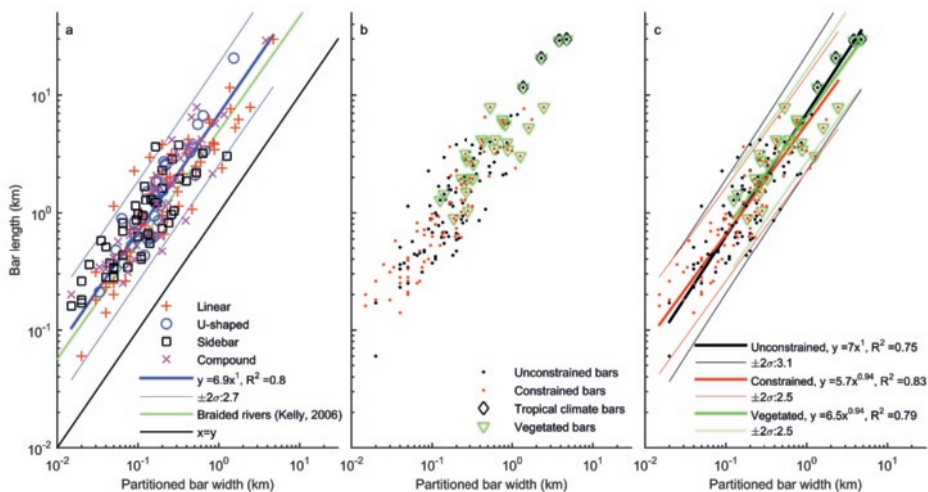 a
b
c
Bar length (km)
10^1
10^0
10^-1
10^-2
Linear
U-shaped
Sidebar
Compound
y =6.9x^1, R^2 =0.8
±2σ:2.7
Braided rivers (Kelly, 2006)
x=y
10^-2 10^-1 10^0 10^1
Partitioned bar width (km)
Unconstrained bars
Constrained bars
Tropical climate bars
Vegetated bars
10^-2 10^-1 10^0 10^1
Partitioned bar width (km)
Unconstrained, y =7x^1, R^2 =0.75
±2σ:3.1
Constrained, y =5.7x^0.94, R^2 =0.83
±2σ:2.5
Vegetated, y =6.5x^0.94, R^2 =0.79
±2σ:2.5
10^-2 10^-1 10^0 10^1
Partitioned bar width (km)